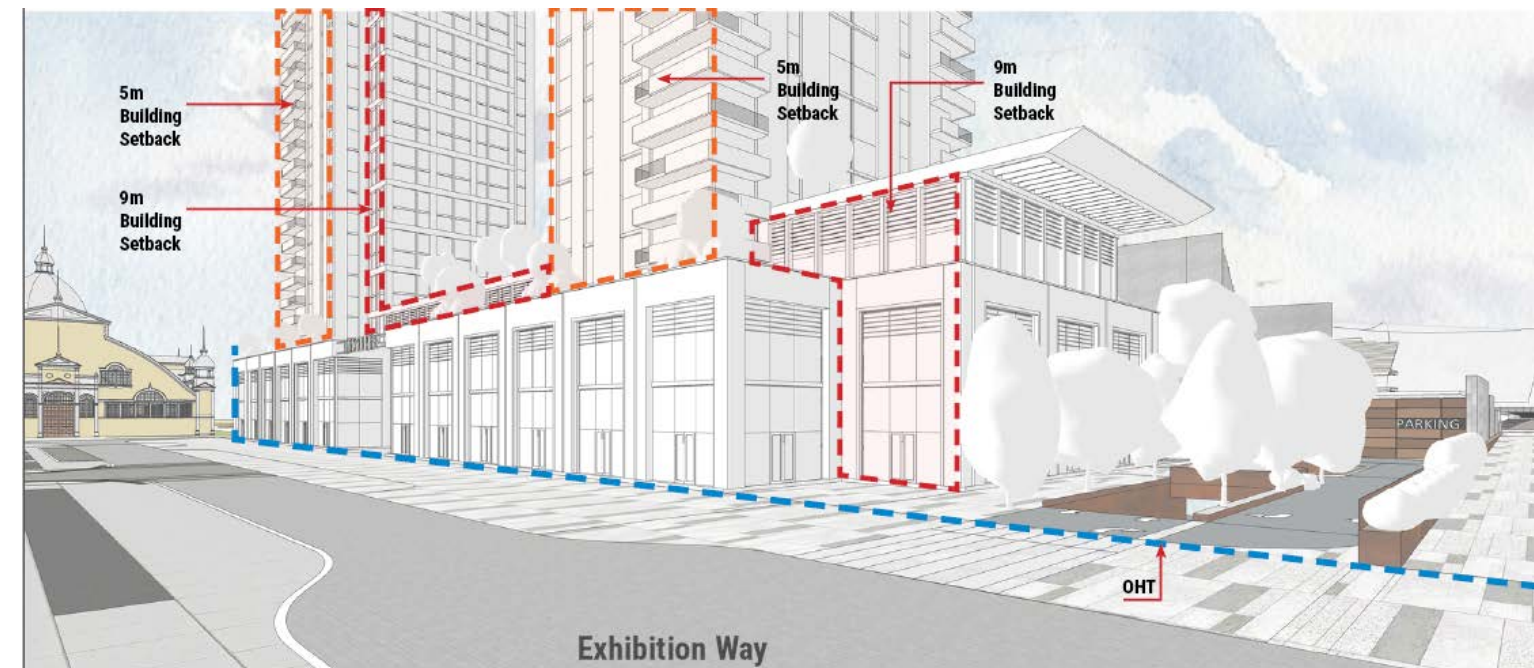 5m
Building
Setback
9m
Building
Setback
5m
Building
Setback
9m
Building
Setback
PARKING
OHT
Exhibition Way